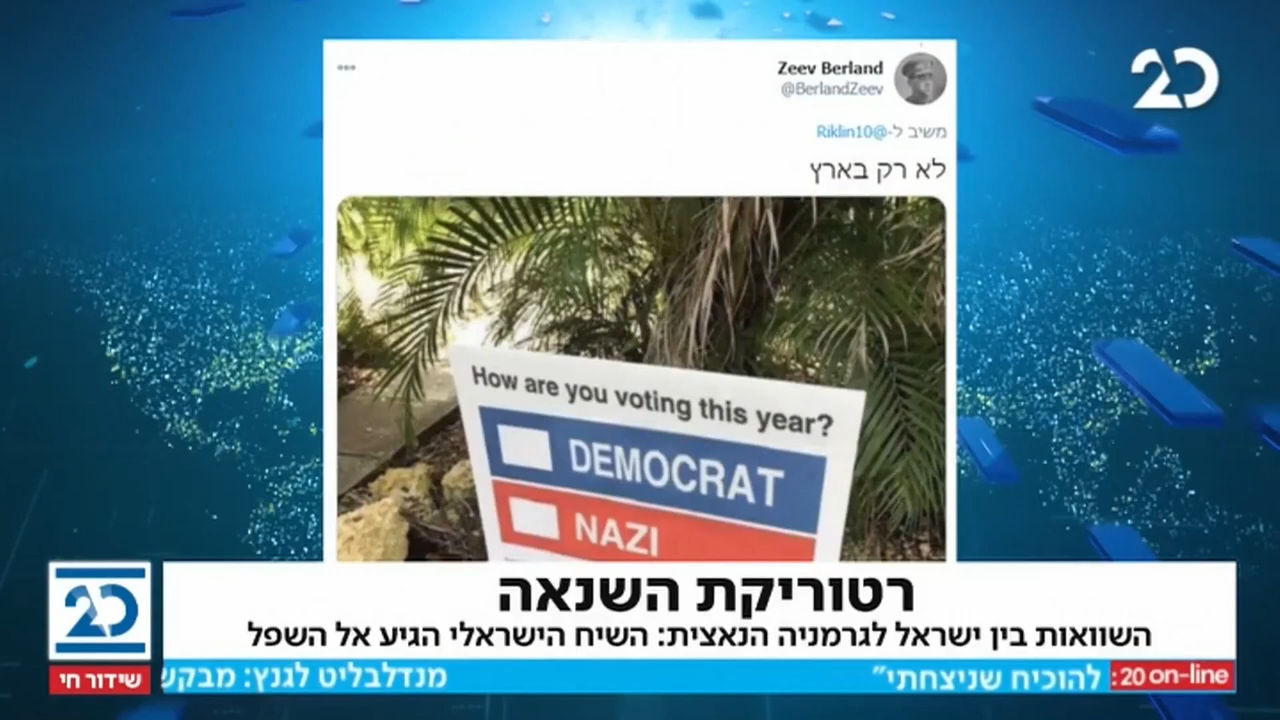 20
Zeev Berland
@BerlandZeev
משיב ל-@Riklin10
לא רק בארץ
How are you voting this year?
DEMOCRAT
NAZI
רטוריקת השנאה
השוואות בין ישראל לגרמניה הנאצית: השיח הישראלי הגיע אל השפל
20
שידור חי
20 on-line: להוכיח שניצחתי" מנדלבליט לגנץ: מבקש